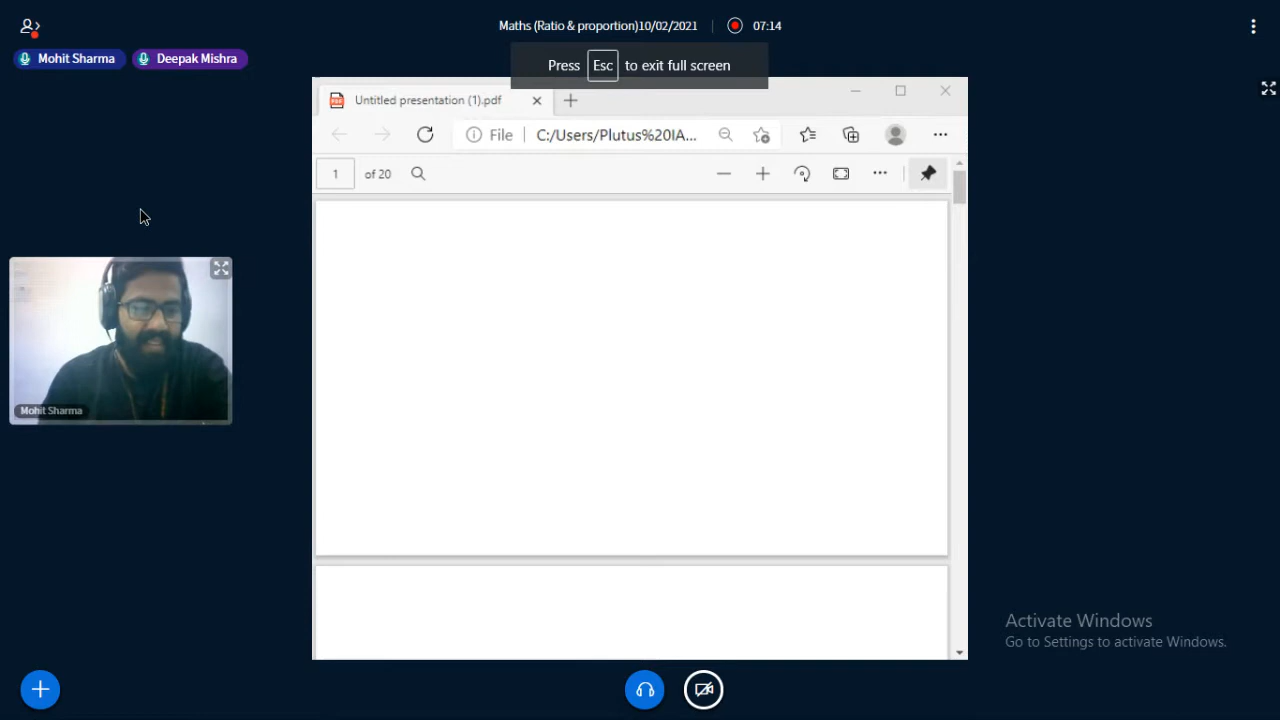 Maths (Ratio & proportion)10/02/2021
07:14
Mohit Sharma
Deepak Mishra
Press Esc to exit full screen
Untitled presentation (1).pdf
File
C:/Users/Plutus%20IA...
1 of 20
Mohit Sharma
Activate Windows
Go to Settings to activate Windows.